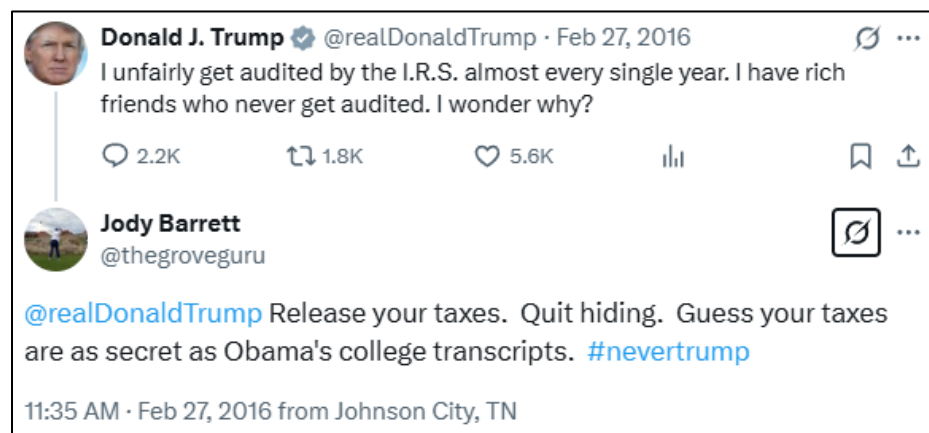 Donald J. Trump @realDonaldTrump · Feb 27, 2016
I unfairly get audited by the I.R.S. almost every single year. I have rich
friends who never get audited. I wonder why?
2.2K 1.8K 5.6K
Jody Barrett
@thegroveguru
@realDonaldTrump Release your taxes.  Quit hiding.  Guess your taxes
are as secret as Obama's college transcripts.  #nevertrump
11:35 AM · Feb 27, 2016 from Johnson City, TN